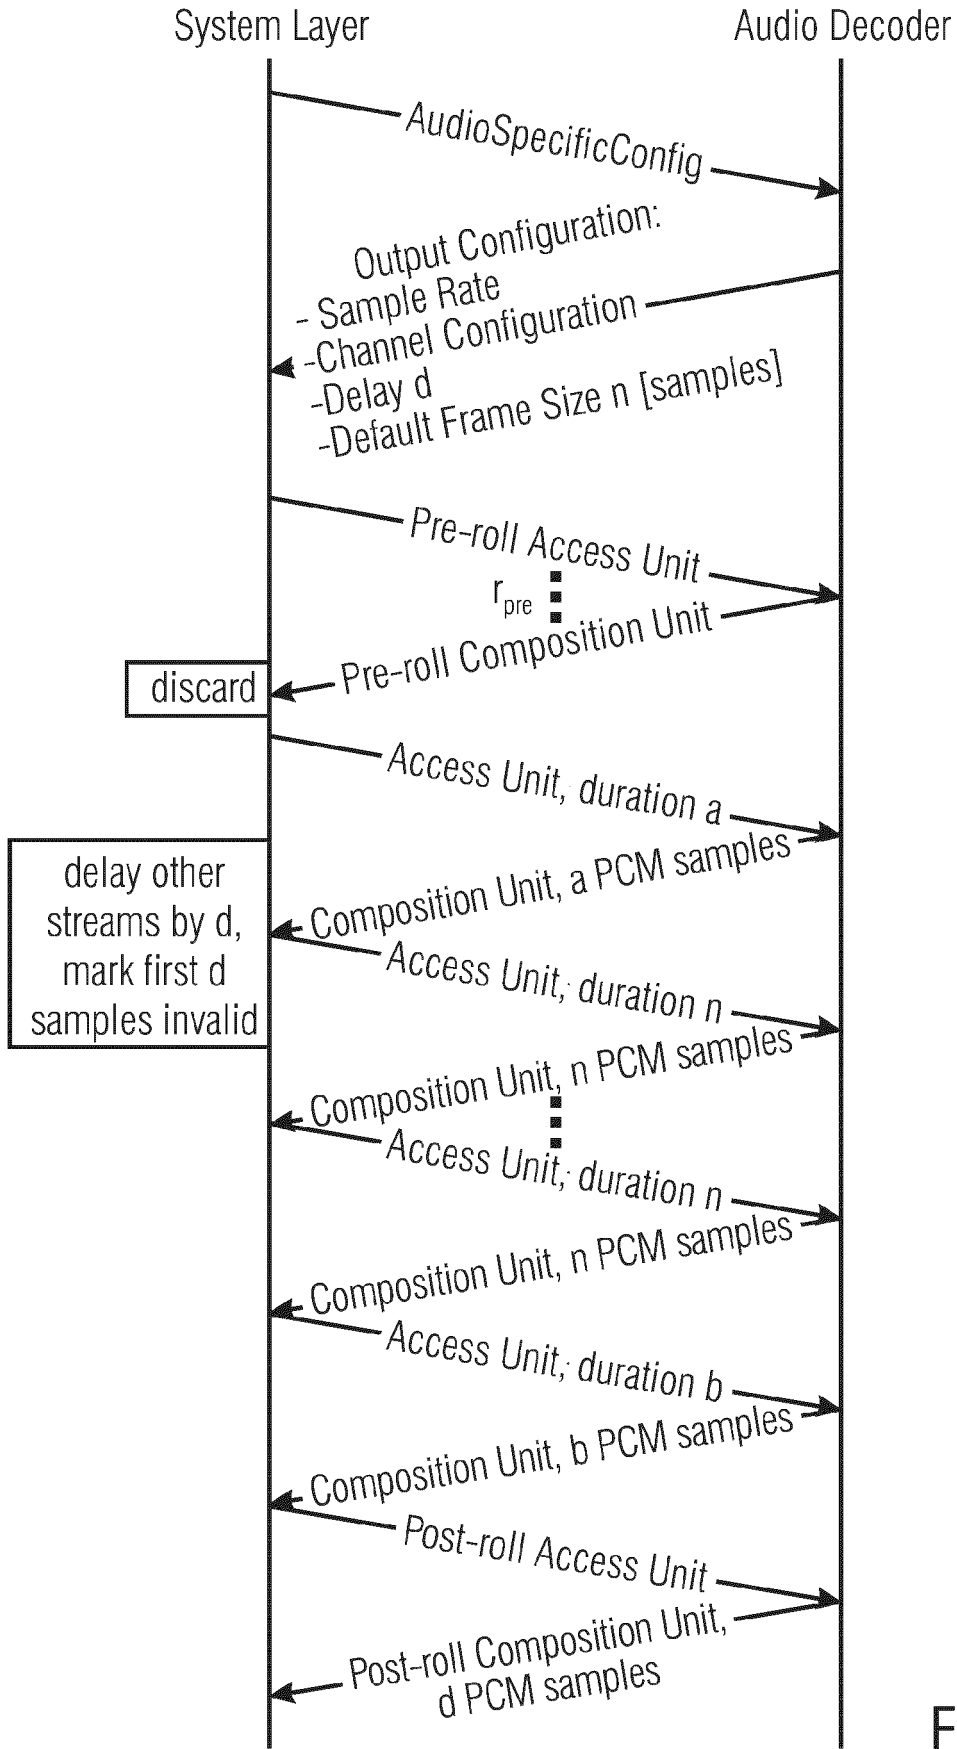 System Layer
Audio Decoder
AudioSpecificConfig
Output Configuration:
- Sample Rate
-Channel Configuration
-Delay d
-Default Frame Size n [samples]
Pre-roll Access Unit
rpre
Pre-roll Composition Unit
discard
Access Unit, duration a
Composition Unit, a PCM samples
delay other
streams by d,
mark first d
samples invalid
Access Unit, duration n
Composition Unit, n PCM samples
Access Unit, duration n
Composition Unit, n PCM samples
Access Unit, duration b
Composition Unit, b PCM samples
Post-roll Access Unit
Post-roll Composition Unit,
d PCM samples
F